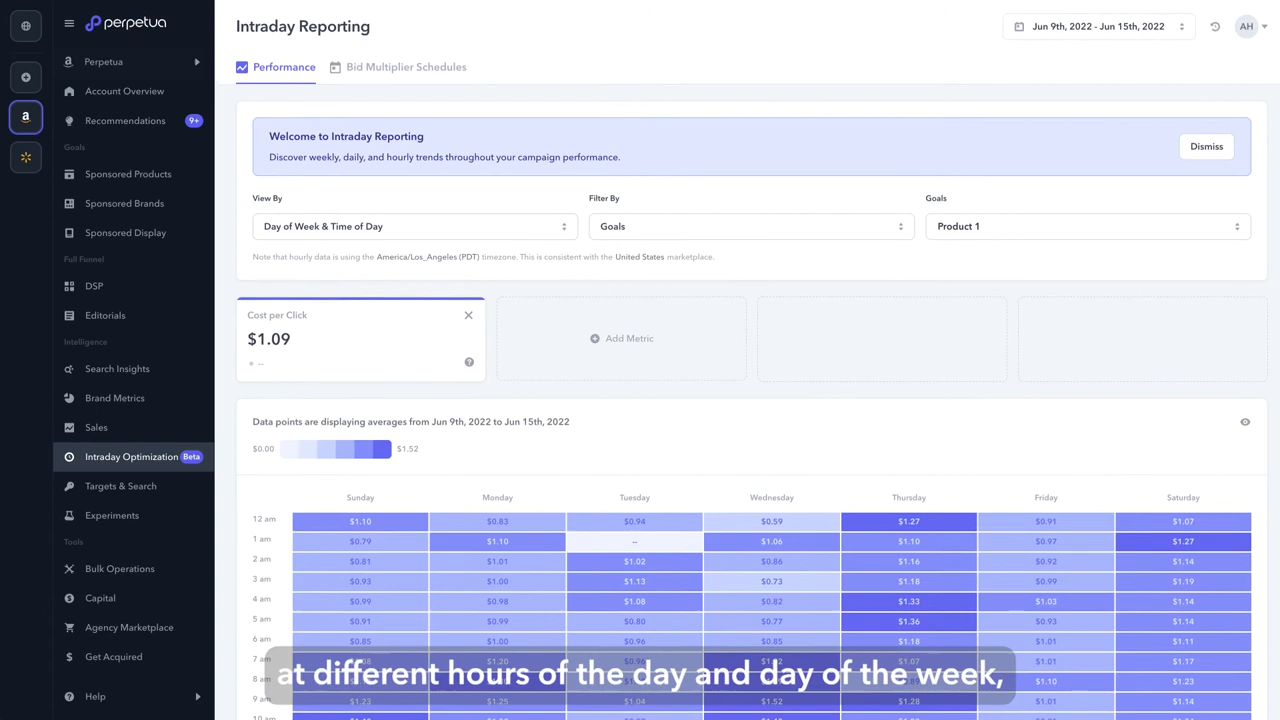 perpetua
Perpetua
Account Overview
Recommendations 9+
Goals
Sponsored Products
Sponsored Brands
Sponsored Display
Full Funnel
DSP
Editorials
Intelligence
Search Insights
Brand Metrics
Sales
Intraday Optimization Beta
Targets & Search
Experiments
Tools
Bulk Operations
Capital
Agency Marketplace
Get Acquired
Help
Intraday Reporting
Jun 9th, 2022 - Jun 15th, 2022
AH
Performance
Bid Multiplier Schedules
Welcome to Intraday Reporting
Discover weekly, daily, and hourly trends throughout your campaign performance.
Dismiss
View By
Filter By
Goals
Day of Week & Time of Day
Goals
Product 1
Note that hourly data is using the America/Los_Angeles (PDT) timezone. This is consistent with the United States marketplace.
Cost per Click
$1.09
--
Add Metric
Data points are displaying averages from Jun 9th, 2022 to Jun 15th, 2022
$0.00 $1.52
Sunday Monday Tuesday Wednesday Thursday Friday Saturday
12 am $1.10 $0.83 $0.94 $0.59 $1.27 $0.91 $1.07
1 am $0.79 $1.10 -- $1.06 $1.10 $0.97 $1.27
2 am $0.81 $1.01 $1.02 $0.86 $1.16 $0.92 $1.14
3 am $0.93 $1.00 $1.13 $0.73 $1.18 $0.99 $1.19
4 am $0.99 $0.98 $1.08 $0.82 $1.33 $1.03 $1.14
5 am $0.91 $0.99 $0.80 $0.77 $1.36 $0.93 $1.14
6 am $0.85 $1.00 $0.96 $0.85 $1.18 $1.01 $1.11
7 am $1.20 $1.07 $1.01 $1.17
8 am $1.10 $1.23
9 am $1.23 $1.25 $1.04 $1.52 $1.28 $1.01 $1.14
10 am
at different hours of the day and day of the week,